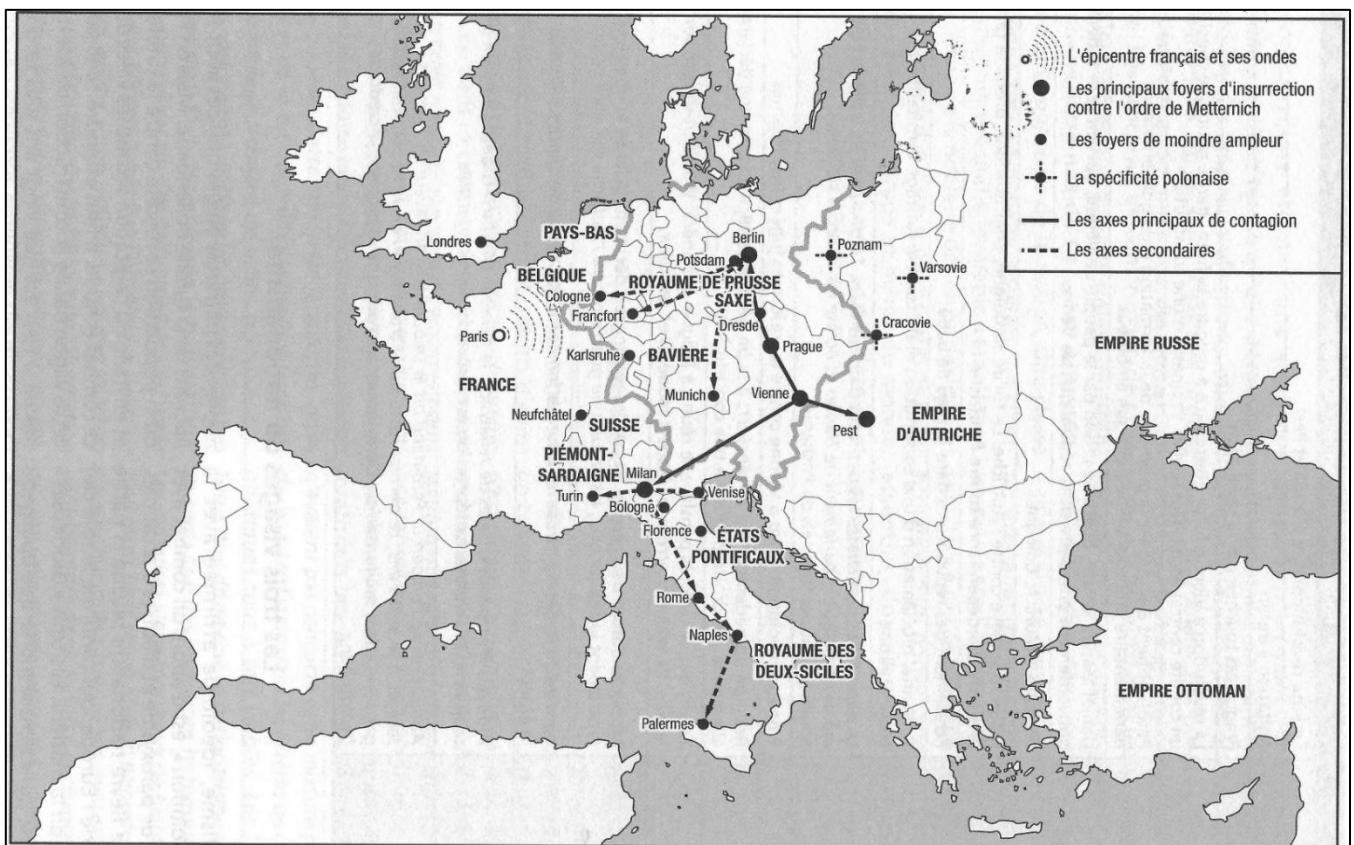 L'épicentre français et ses ondes
Les principaux foyers d'insurrection
contre l'ordre de Metternich
Les foyers de moindre ampleur
La spécificité polonaise
Les axes principaux de contagion
Les axes secondaires
Londres
PAYS-BAS
Berlin
Potsdam
Poznam
Varsovie
BELGIQUE
ROYAUME DE PRUSSE
Cologne
SAXE
Francfort
Dresde
Cracovie
Paris
Karlsruhe
BAVIÈRE
Prague
EMPIRE RUSSE
FRANCE
Munich
Vienne
Neufchâtel
SUISSE
Pest
EMPIRE
D'AUTRICHE
PIÉMONT-
SARDAIGNE
Milan
Turin
Venise
Bologne
Florence
ÉTATS
PONTIFICAUX
Rome
Naples
ROYAUME DES
DEUX-SICILES
EMPIRE OTTOMAN
Palermes